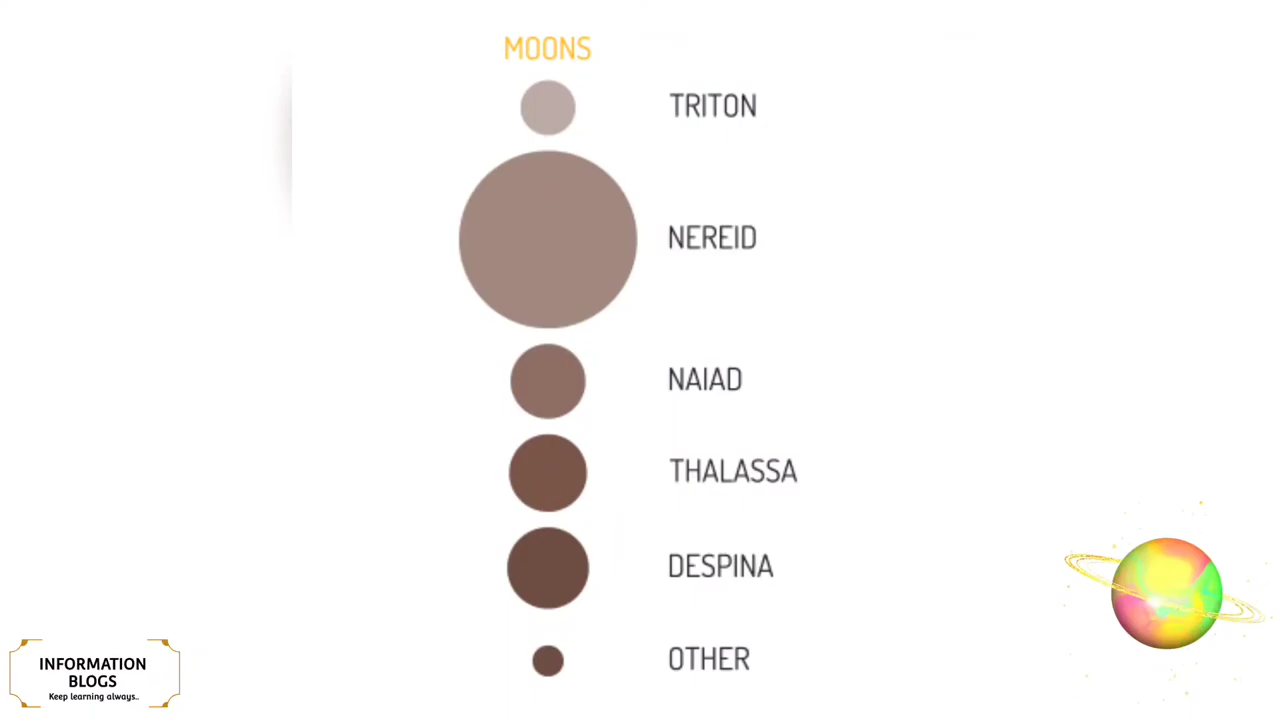 MOONS
TRITON
NEREID
NAIAD
THALASSA
DESPINA
OTHER
INFORMATION
BLOGS
Keep learning always..